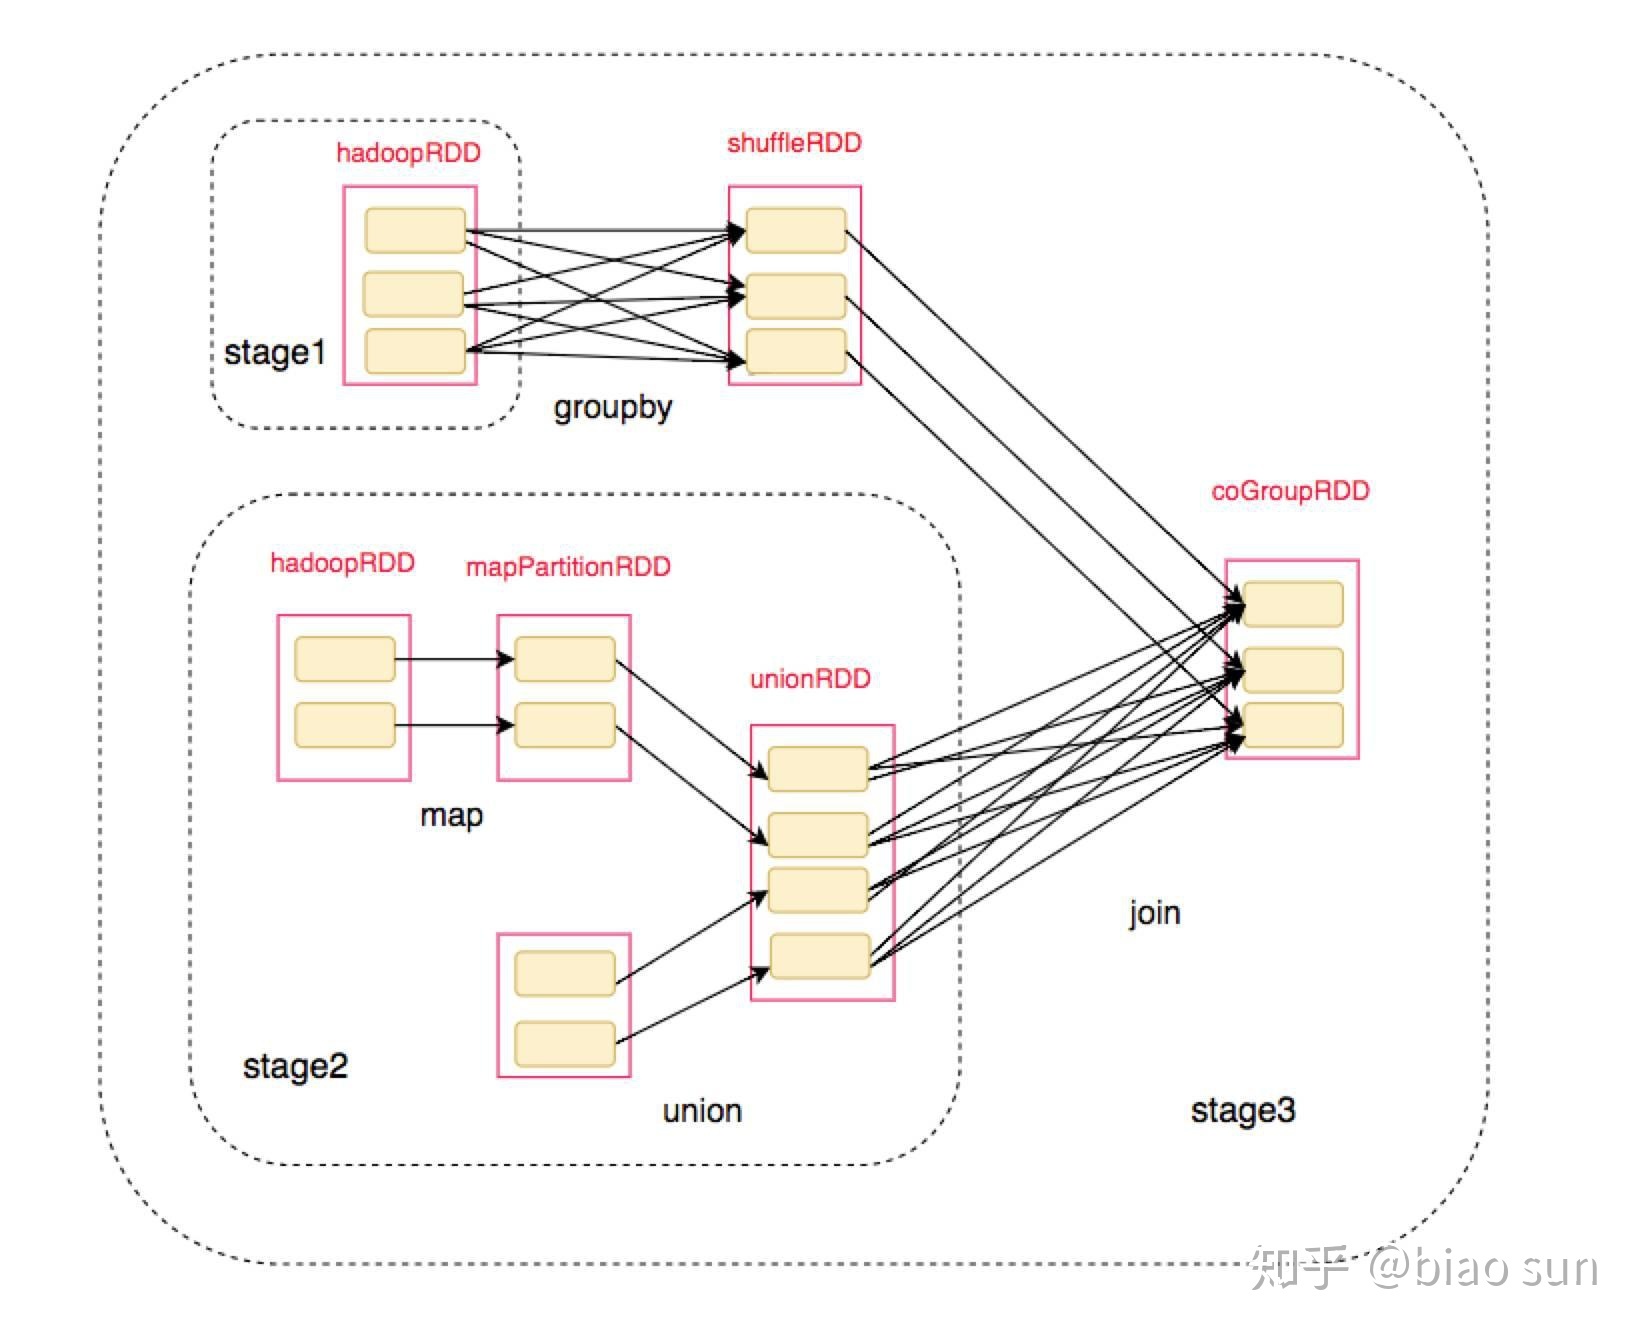 hadoopRDD
shuffleRDD
stage1
groupby
coGroupRDD
hadoopRDD
mapPartitionRDD
unionRDD
map
join
stage2
union
stage3
知乎 @biao sun